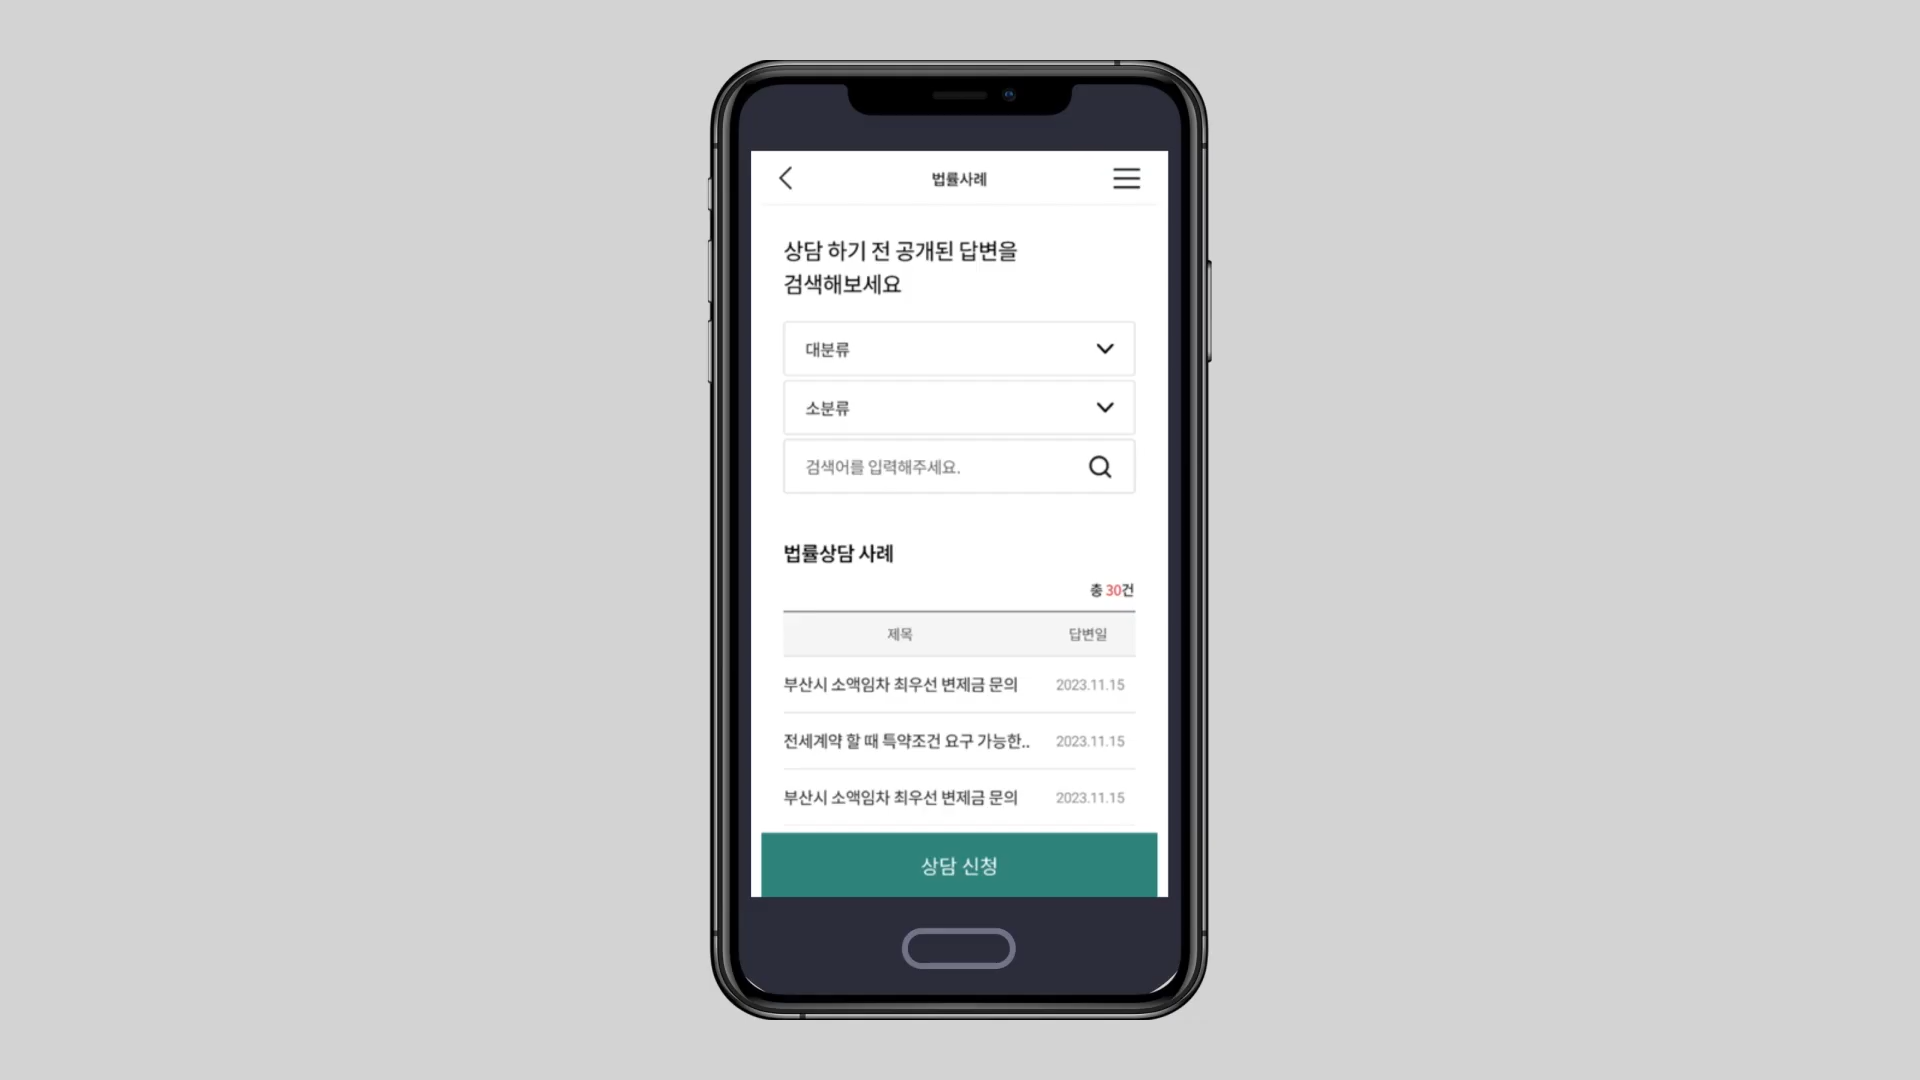 법률사례
상담 하기 전 공개된 답변을
검색해보세요
대분류
소분류
검색어를 입력해주세요.
법률상담 사례
총 30건
제목 답변일
부산시 소액임차 최우선 변제금 문의 2023.11.15
전세계약 할 때 특약조건 요구 가능한.. 2023.11.15
부산시 소액임차 최우선 변제금 문의 2023.11.15
상담 신청